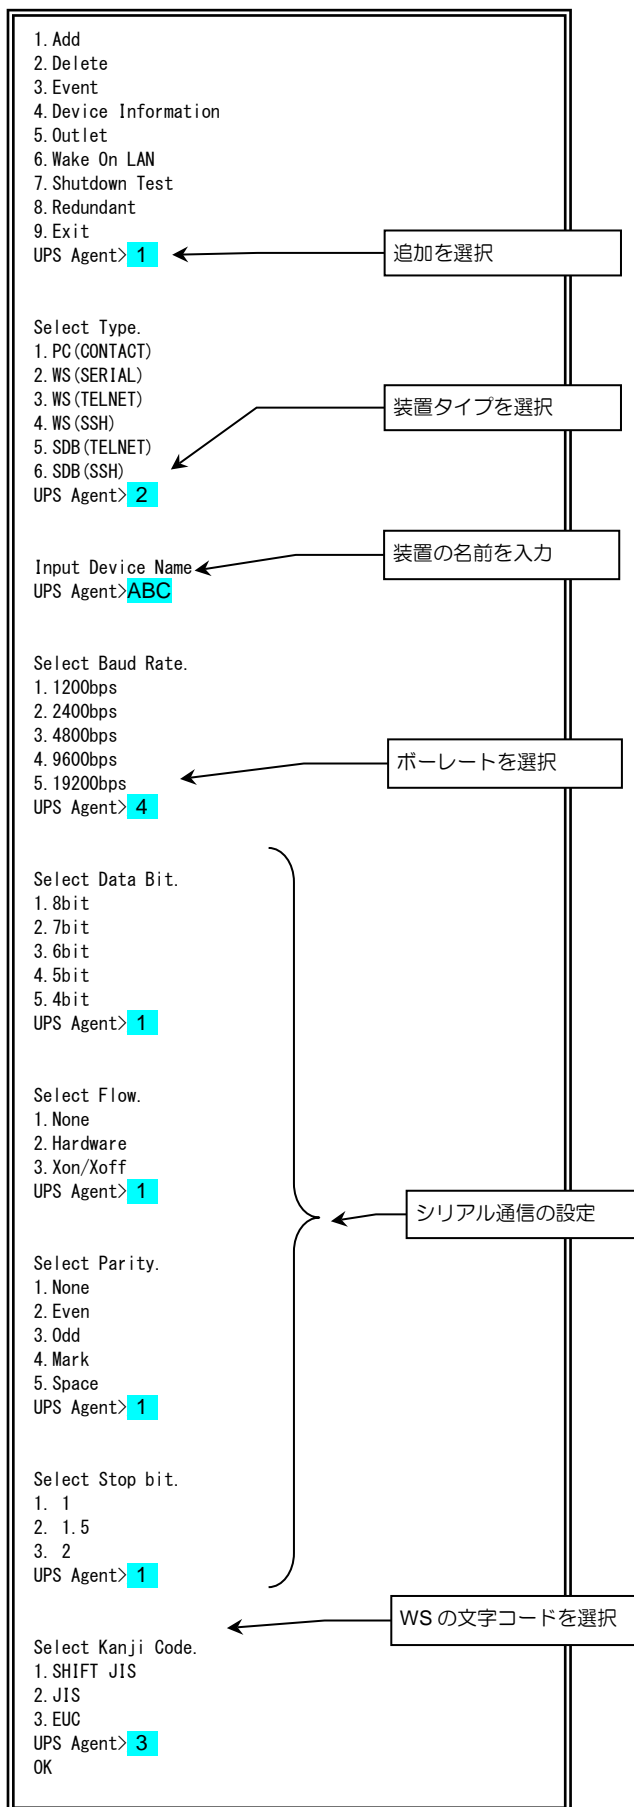 1.Add
2.Delete
3.Event
4.Device Information
5.Outlet
6.Wake On LAN
7.Shutdown Test
8.Redundant
9.Exit
UPS Agent> 1
追加を選択
Select Type.
1.PC(CONTACT)
2.WS(SERIAL)
3.WS(TELNET)
4.WS(SSH)
5.SDB(TELNET)
6.SDB(SSH)
UPS Agent> 2
装置タイプを選択
Input Device Name
UPS Agent>ABC
装置の名前を入力
Select Baud Rate.
1.1200bps
2.2400bps
3.4800bps
4.9600bps
5.19200bps
UPS Agent> 4
ボーレートを選択
Select Data Bit.
1.8bit
2.7bit
3.6bit
4.5bit
5.4bit
UPS Agent> 1
Select Flow.
1.None
2.Hardware
3.Xon/Xoff
UPS Agent> 1
シリアル通信の設定
Select Parity.
1.None
2.Even
3.Odd
4.Mark
5.Space
UPS Agent> 1
Select Stop bit.
1. 1
2. 1.5
3. 2
UPS Agent> 1
WS の文字コードを選択
Select Kanji Code.
1.SHIFT JIS
2.JIS
3.EUC
UPS Agent> 3
OK